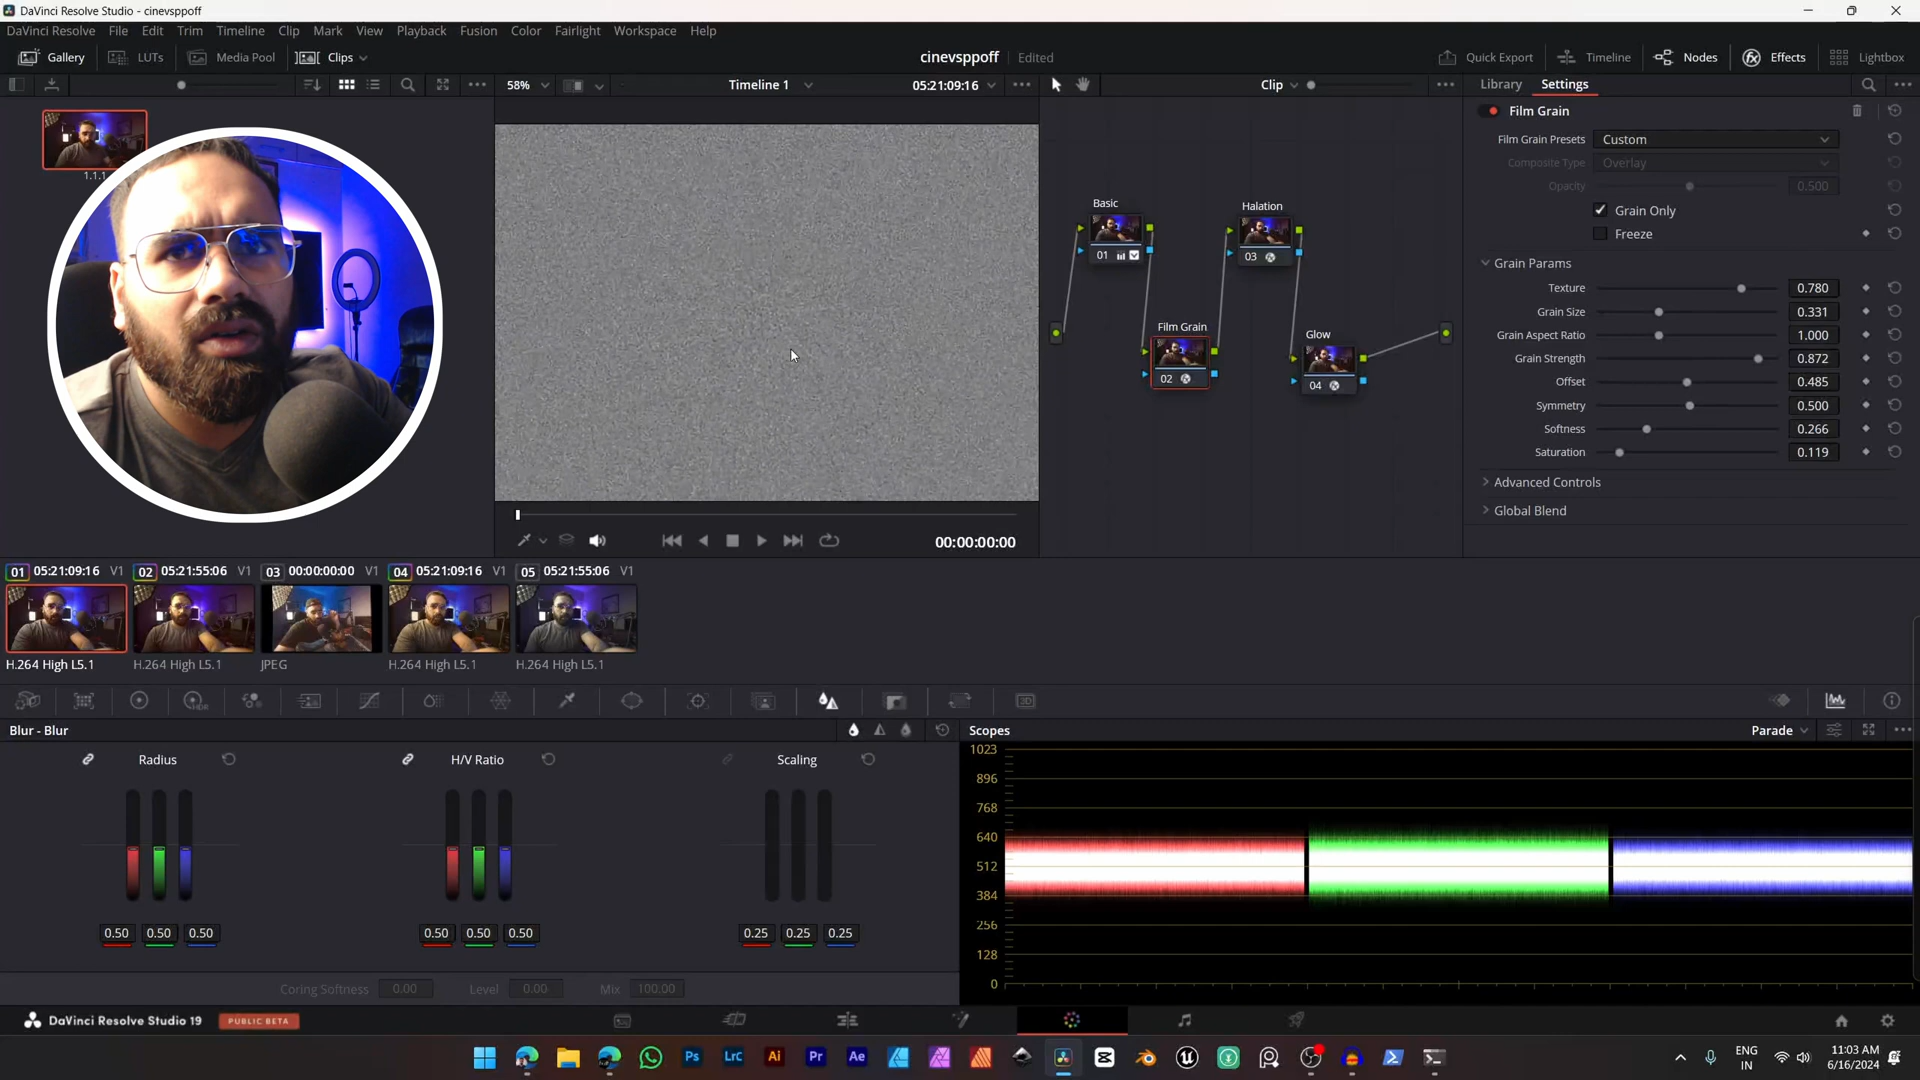 DaVinci Resolve Studio - cinevsppoff
DaVinci Resolve File Edit Trim Timeline Clip Mark View Playback Fusion Color Fairlight Workspace Help
Gallery LUTs Media Pool Clips cinevsppoff Edited Quick Export Timeline Nodes Effects Lightbox
58% Timeline 1 05:21:09:16 Clip Library Settings
Film Grain
Film Grain Presets Custom
Composite Type Overlay
Opacity 0.500
Grain Only
Freeze
Grain Params
Texture 0.780
Grain Size 0.331
Grain Aspect Ratio 1.000
Grain Strength 0.872
Offset 0.485
Symmetry 0.500
Softness 0.266
Saturation 0.119
Advanced Controls
Global Blend
1.1.1
Basic
01
Halation
03
Film Grain
02
Glow
04
00:00:00:00
01 05:21:09:16 V1 02 05:21:55:06 V1 03 00:00:00:00 V1 04 05:21:09:16 V1 05 05:21:55:06 V1
H.264 High L5.1 H.264 High L5.1 JPEG H.264 High L5.1 H.264 High L5.1
HDR
3D
Blur - Blur
Radius H/V Ratio Scaling
0.50 0.50 0.50 0.50 0.50 0.50 0.25 0.25 0.25
Coring Softness 0.00 Level 0.00 Mix 100.00
Scopes Parade
1023
896
768
640
512
384
256
128
0
DaVinci Resolve Studio 19 PUBLIC BETA
Ps LrC Ai Pr Ae
ENG
IN
11:03 AM
6/16/2024